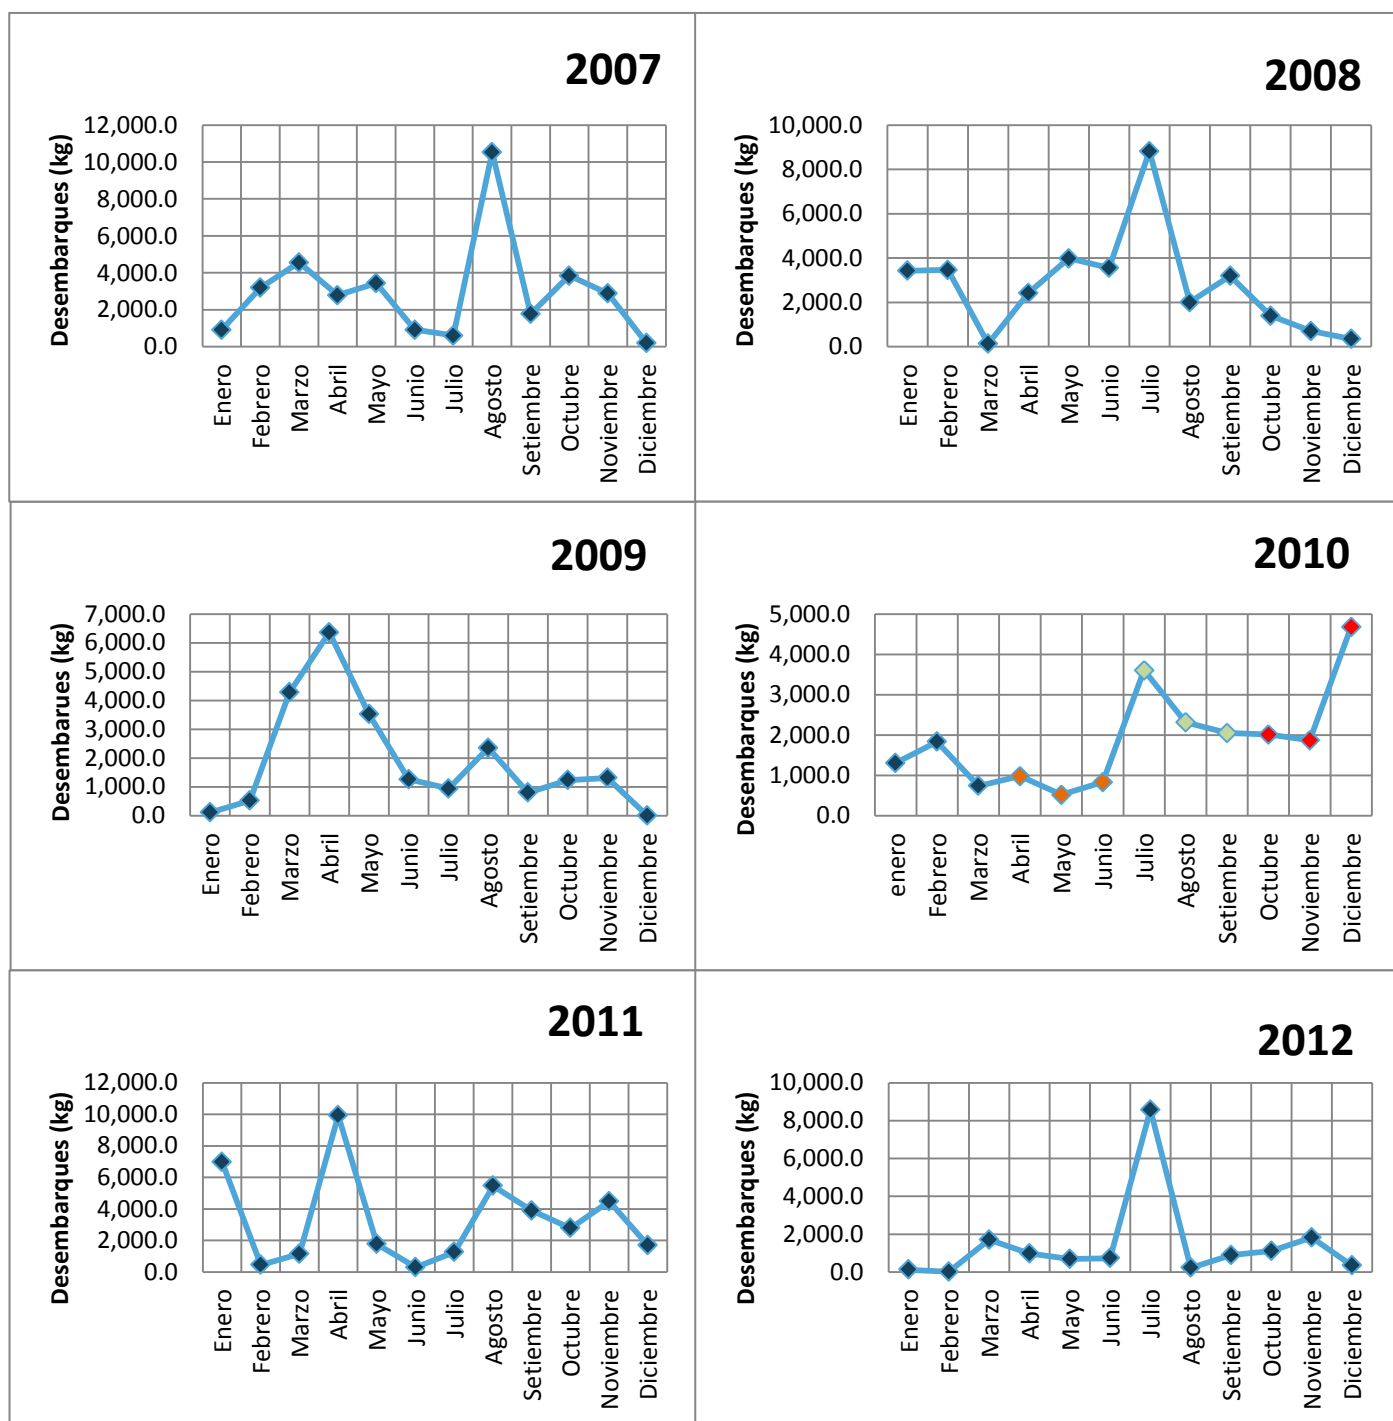 2007
Desembarques (kg)
12,000.0
10,000.0
8,000.0
6,000.0
4,000.0
2,000.0
0.0
Enero
Febrero
Marzo
Abril
Mayo
Junio
Julio
Agosto
Setiembre
Octubre
Noviembre
Diciembre
2008
Desembarques (kg)
10,000.0
8,000.0
6,000.0
4,000.0
2,000.0
0.0
Enero
Febrero
Marzo
Abril
Mayo
Junio
Julio
Agosto
Setiembre
Octubre
Noviembre
Diciembre
2009
Desembarues (kg)
7,000.0
6,000.0
5,000.0
4,000.0
3,000.0
2,000.0
1,000.0
0.0
Enero
Febrero
Marzo
Abril
Mayo
Junio
Julio
Agosto
Setiembre
Octubre
Noviembre
Diciembre
2010
Desembarques (kg)
5,000.0
4,000.0
3,000.0
2,000.0
1,000.0
0.0
enero
Febrero
Marzo
Abril
Mayo
Junio
Julio
Agosto
Setiembre
Octubre
Noviembre
Diciembre
2011
Desembarques (kg)
12,000.0
10,000.0
8,000.0
6,000.0
4,000.0
2,000.0
0.0
Enero
Febrero
Marzo
Abril
Mayo
Junio
Julio
Agosto
Setiembre
Octubre
Noviembre
Diciembre
2012
Desembarques (kg)
10,000.0
8,000.0
6,000.0
4,000.0
2,000.0
0.0
Enero
Febrero
Marzo
Abril
Mayo
Junio
Julio
Agosto
Setiembre
Octubre
Noviembre
Diciembre